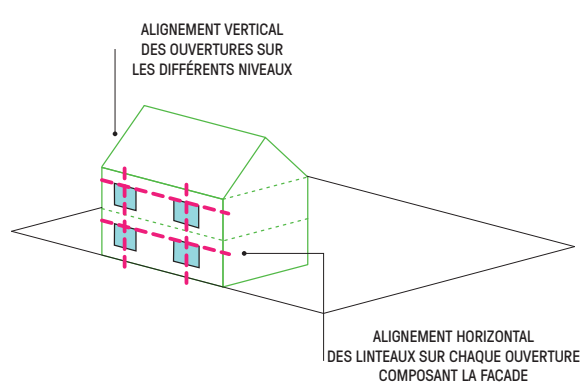 ALIGNEMENT VERTICAL
DES OUVERTURES SUR
LES DIFFÉRENTS NIVEAUX
ALIGNEMENT HORIZONTAL
DES LINTEAUX SUR CHAQUE OUVERTURE
COMPOSANT LA FACADE